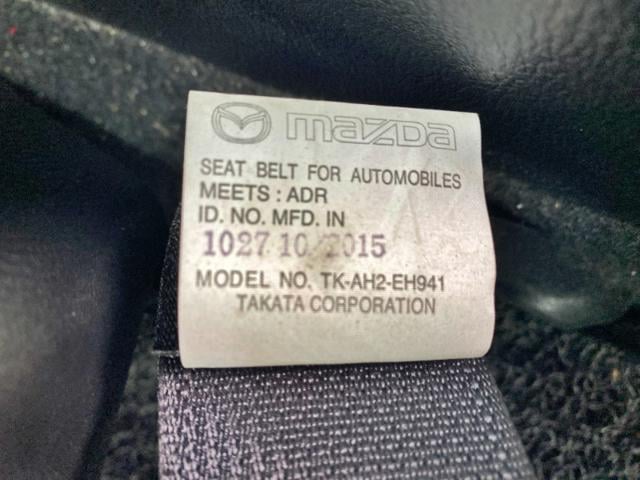 mazda
SEAT BELT FOR AUTOMOBILES
MEETS : ADR
ID. NO. MFD. IN
1027 10/2015
MODEL NO. TK-AH2-EH941
TAKATA CORPORATION